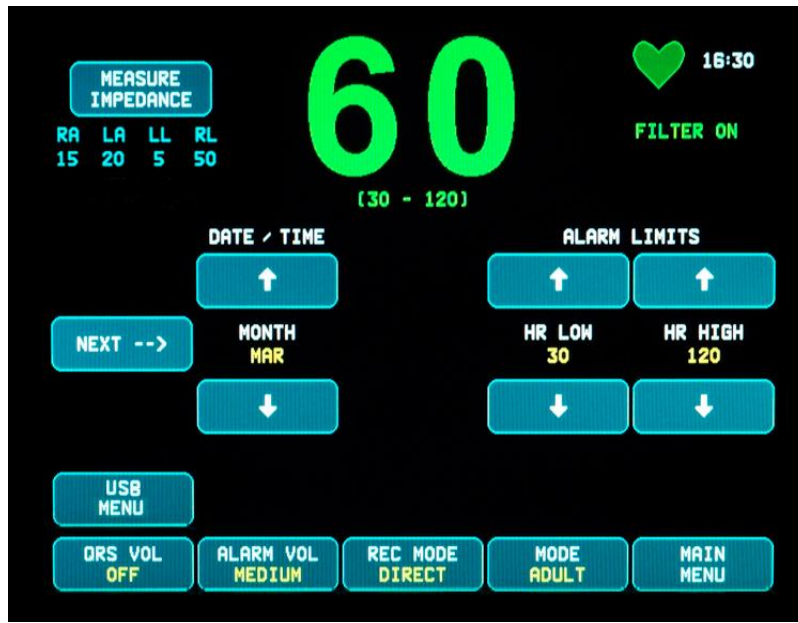 MEASURE
IMPEDANCE
RA LA LL RL
15 20 5 50
60
(30 - 120)
16:30
FILTER ON
DATE / TIME
ALARM LIMITS
NEXT -->
MONTH
MAR
HR LOW
30
HR HIGH
120
USB
MENU
QRS VOL
OFF
ALARM VOL
MEDIUM
REC MODE
DIRECT
MODE
ADULT
MAIN
MENU